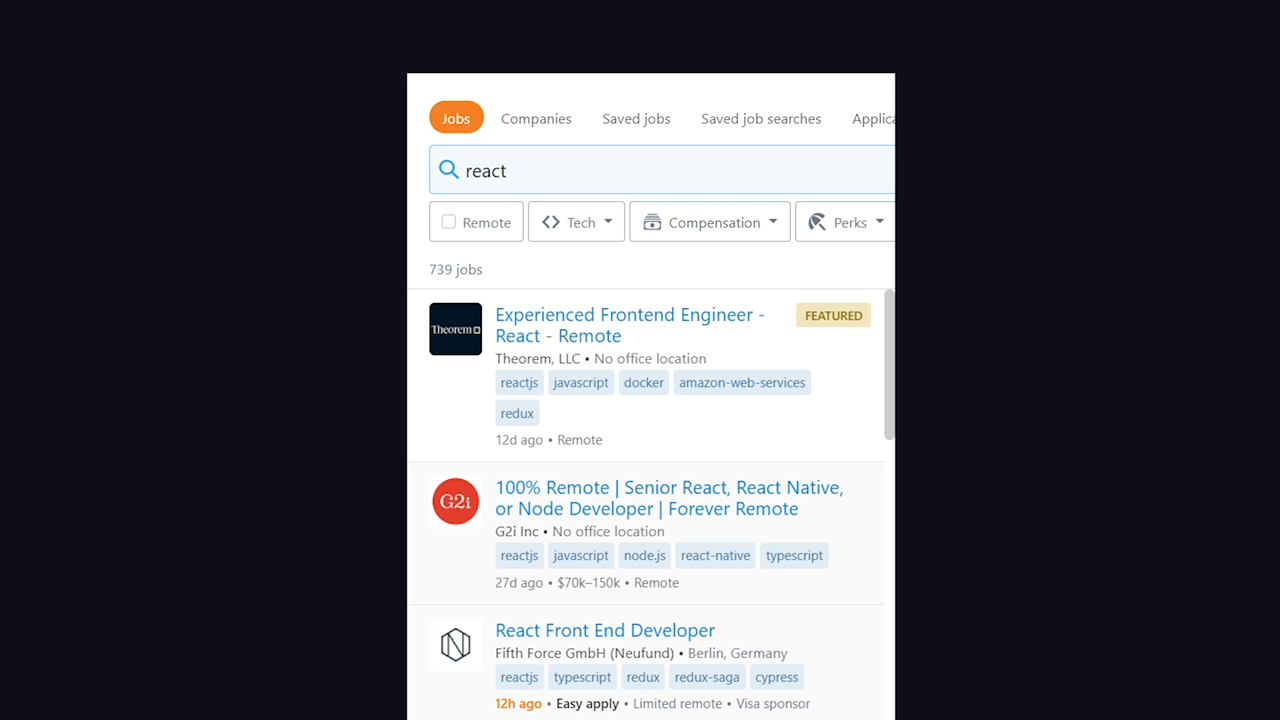 Jobs Companies Saved jobs Saved job searches Applica
react
Remote Tech Compensation Perks
739 jobs
Theorem
Experienced Frontend Engineer -
React - Remote
FEATURED
Theorem, LLC • No office location
reactjs javascript docker amazon-web-services
redux
12d ago • Remote
G2i
100% Remote | Senior React, React Native,
or Node Developer | Forever Remote
G2i Inc • No office location
reactjs javascript node.js react-native typescript
27d ago • $70k–150k • Remote
React Front End Developer
Fifth Force GmbH (Neufund) • Berlin, Germany
reactjs typescript redux redux-saga cypress
12h ago • Easy apply • Limited remote • Visa sponsor